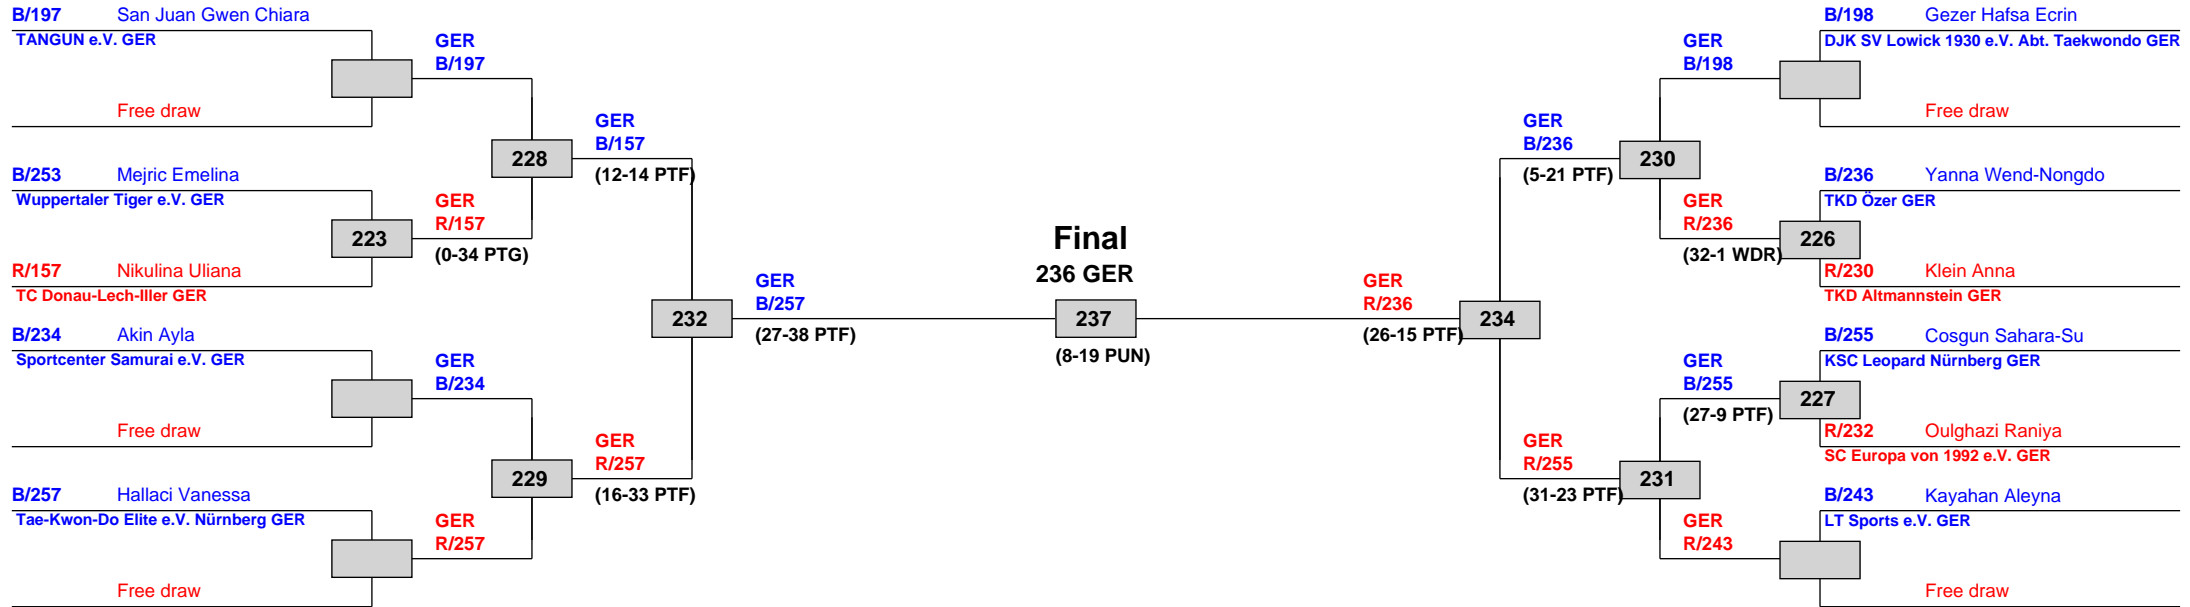 B/197 San Juan Gwen Chiara
TANGUN e.V. GER
Free draw
GER
B/197
B/253 Mejric Emelina
Wuppertaler Tiger e.V. GER
223
R/157 Nikulina Uliana
TC Donau-Lech-Iller GER
GER
R/157
(0-34 PTG)
228
GER
B/157
(12-14 PTF)
B/234 Akin Ayla
Sportcenter Samurai e.V. GER
Free draw
GER
B/234
B/257 Hallaci Vanessa
Tae-Kwon-Do Elite e.V. Nürnberg GER
Free draw
GER
R/257
229
GER
R/257
(16-33 PTF)
232
GER
B/257
(27-38 PTF)
Final
236 GER
237
(8-19 PUN)
GER
R/236
(26-15 PTF)
234
GER
B/236
(5-21 PTF)
230
GER
B/198
B/198 Gezer Hafsa Ecrin
DJK SV Lowick 1930 e.V. Abt. Taekwondo GER
Free draw
GER
R/236
(32-1 WDR)
B/236 Yanna Wend-Nongdo
TKD Özer GER
226
R/230 Klein Anna
TKD Altmannstein GER
GER
R/255
(31-23 PTF)
231
GER
B/255
(27-9 PTF)
B/255 Cosgun Sahara-Su
KSC Leopard Nürnberg GER
227
R/232 Oulghazi Raniya
SC Europa von 1992 e.V. GER
GER
R/243
B/243 Kayahan Aleyna
LT Sports e.V. GER
Free draw